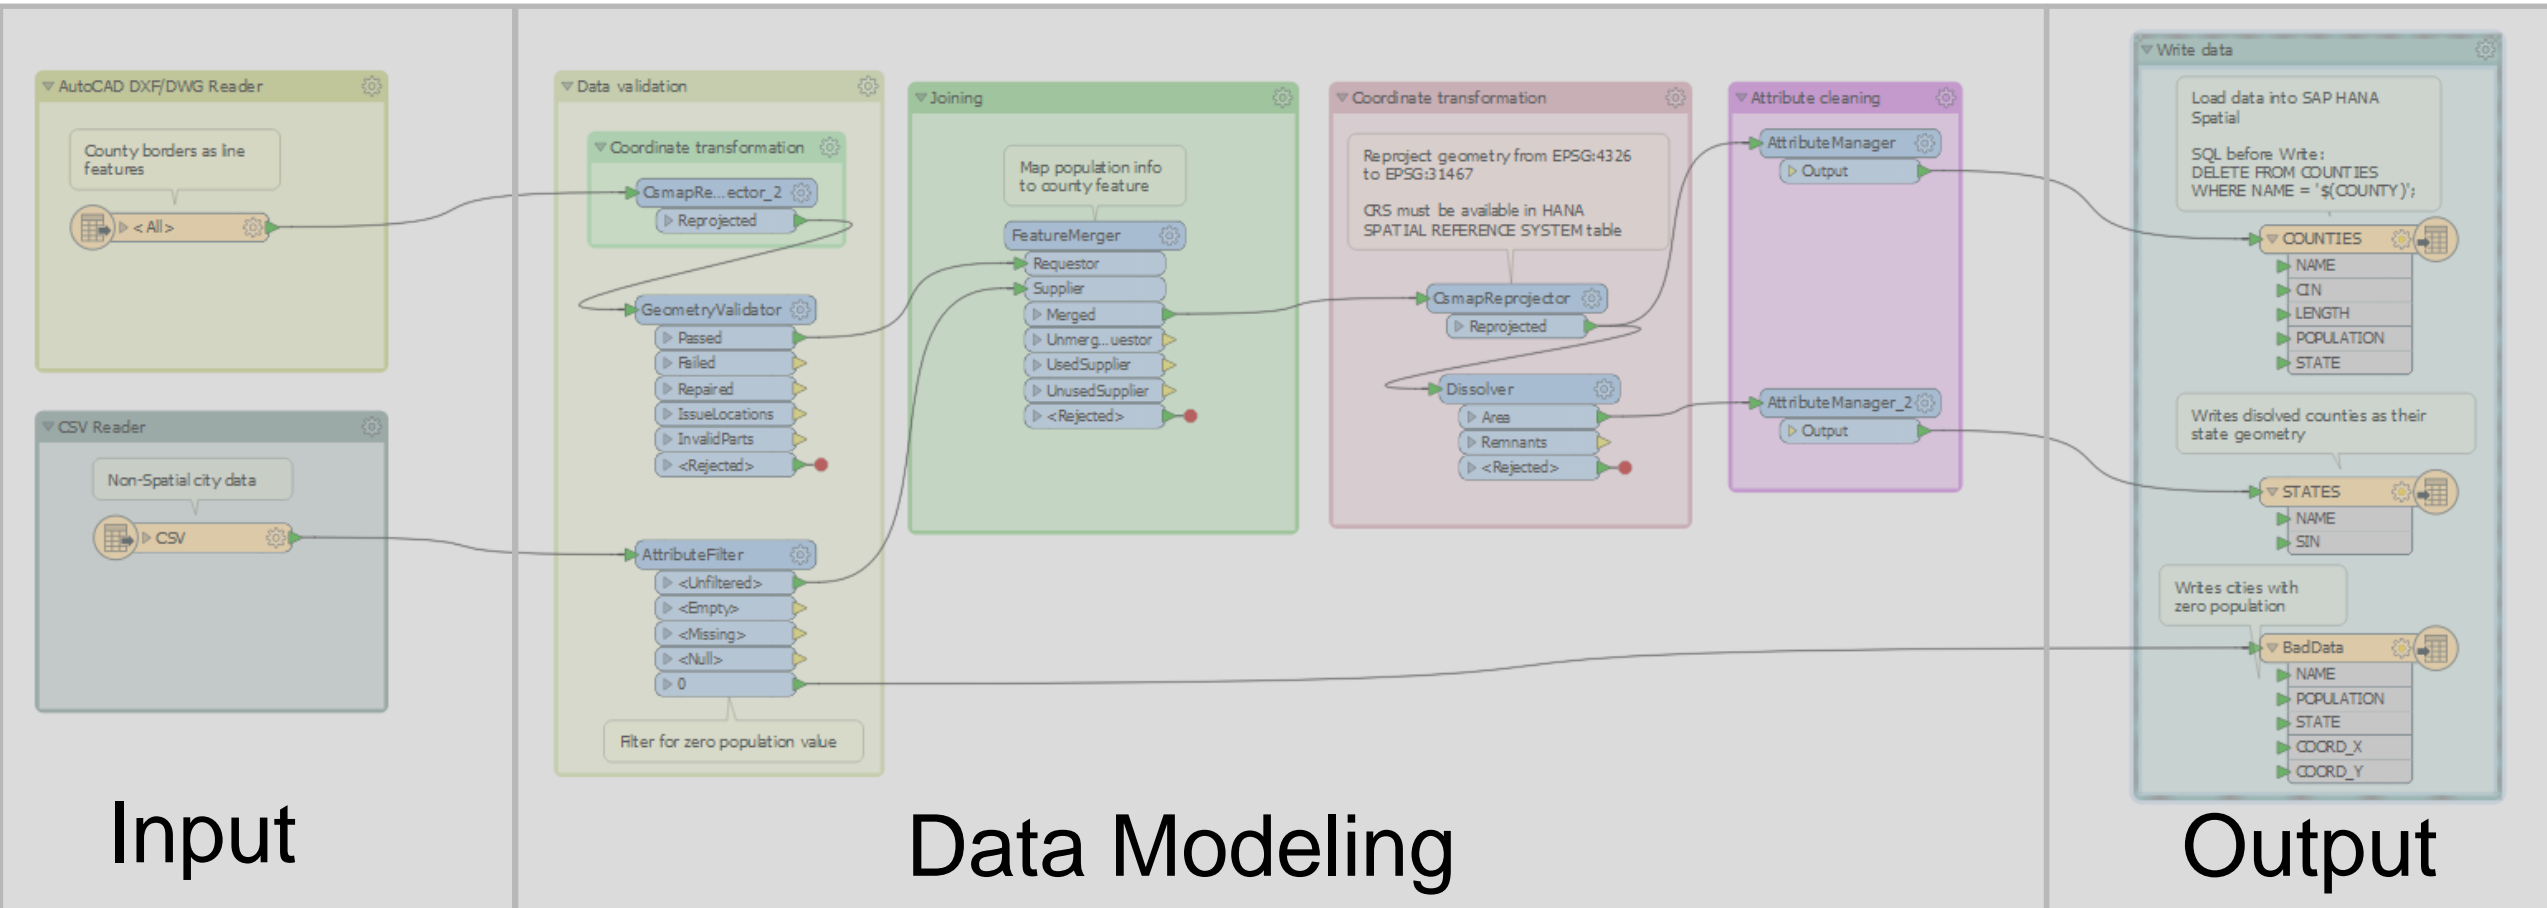 AutoCAD DXF/DWG Reader
County borders as line
features
< All>
CSV Reader
Non-Spatial city data
CSV
Input
Data validation
Coordinate transformation
CsmapRe...ector_2
Reprojected
GeometryValidator
Passed
Failed
Repaired
IssueLocations
InvalidParts
<Rejected>
AttributeFilter
<Unfiltered>
<Empty>
<Missing>
<Null>
0
Filter for zero population value
Joining
Map population info
to county feature
FeatureMerger
Requestor
Supplier
Merged
Unmerg...uestor
UsedSupplier
UnusedSupplier
<Rejected>
Coordinate transformation
Reproject geometry from EPSG:4326
to EPSG:31467
CRS must be available in HANA
SPATIAL REFERENCE SYSTEM table
CsmapReprojector
Reprojected
Dissolver
Area
Remnants
<Rejected>
Attribute cleaning
AttributeManager
Output
AttributeManager_2
Output
Data Modeling
Write data
Load data into SAP HANA
Spatial
SQL before Write:
DELETE FROM COUNTIES
WHERE NAME = '$(COUNTY)';
COUNTIES
NAME
CIN
LENGTH
POPULATION
STATE
Writes disolved counties as their
state geometry
STATES
NAME
SIN
Writes cities with
zero population
BadData
NAME
POPULATION
STATE
COORD_X
COORD_Y
Output